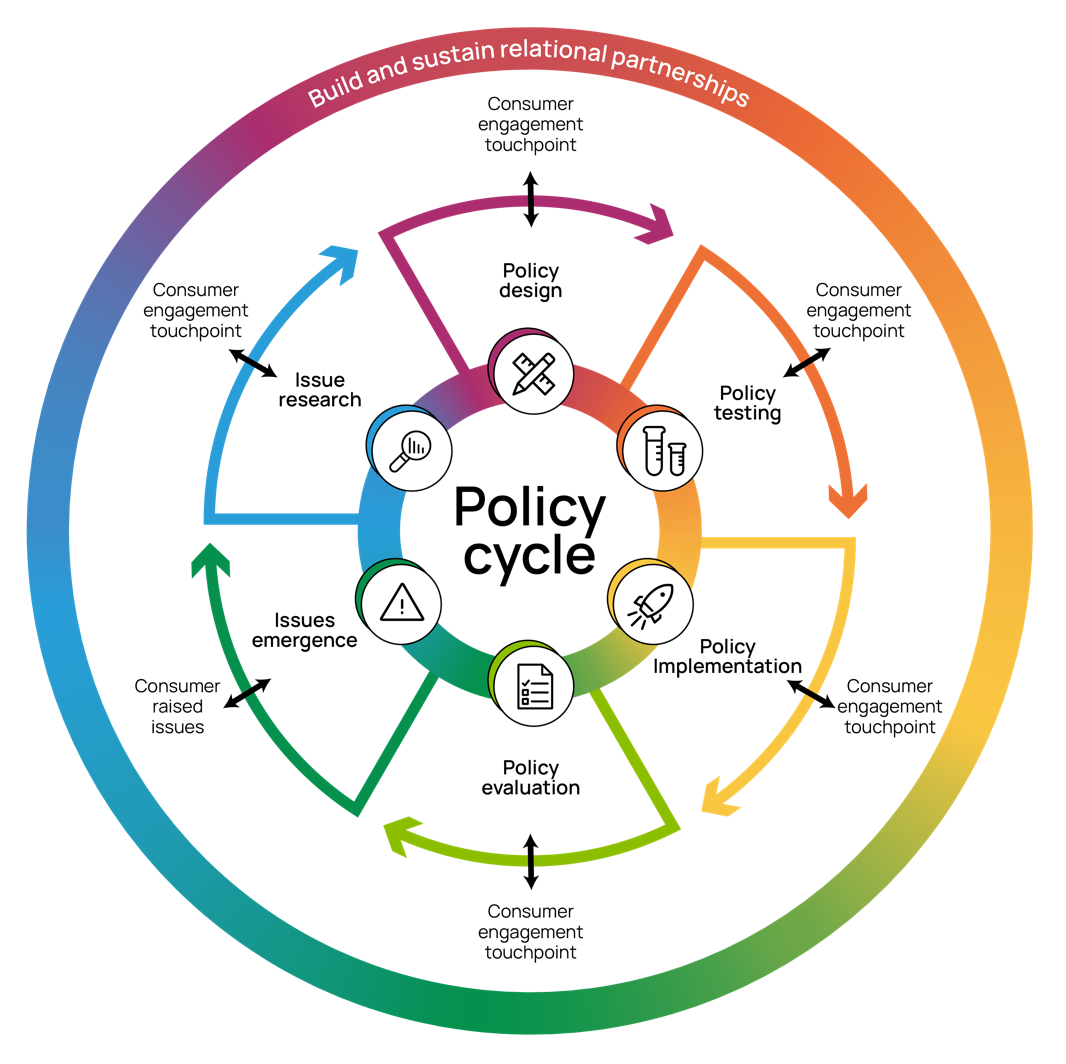 Build and sustain relational partnerships
Consumer
engagement
touchpoint
Policy
design
Consumer
engagement
touchpoint
Policy
testing
Consumer
engagement
touchpoint
Policy
Implementation
Consumer
engagement
touchpoint
Policy
evaluation
Consumer
raised
issues
Issues
emergence
Consumer
engagement
touchpoint
Issue
research
Policy
cycle